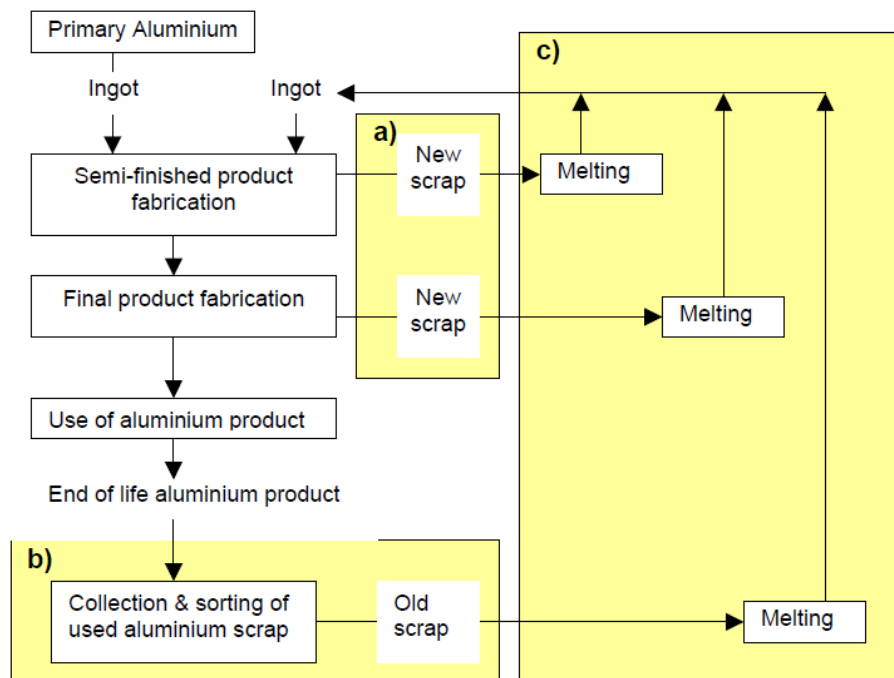 Primary Aluminium
c)
Ingot
Ingot
a)
New
scrap
Melting
Semi-finished product
fabrication
Final product fabrication
New
scrap
Melting
Use of aluminium product
End of life aluminium product
b)
Collection & sorting of
used aluminium scrap
Old
scrap
Melting